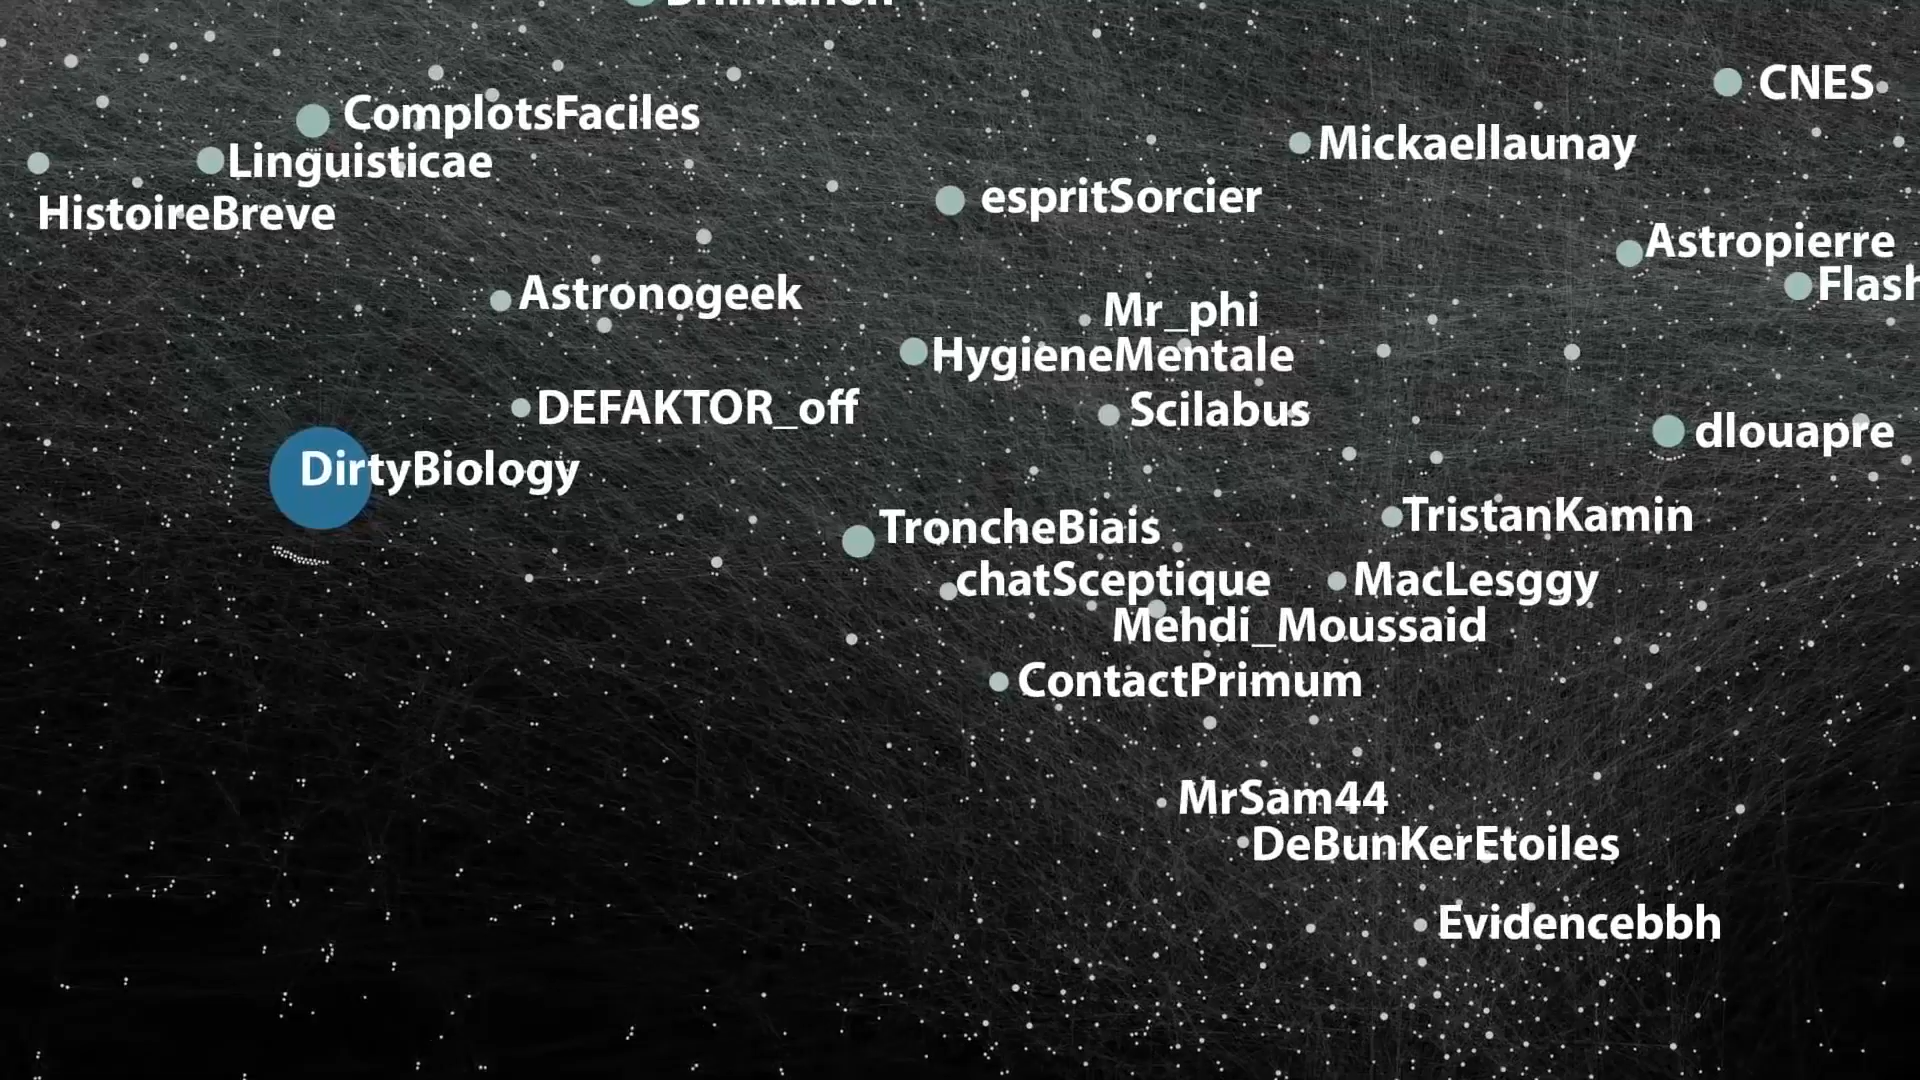 CNES
ComplotsFaciles
Mickaellaunay
Linguisticae
espritSorcier
HistoireBreve
Astropierre
Flash
Astronogeek
Mr_phi
HygieneMentale
DEFAKTOR_off
Scilabus
dlouapre
DirtyBiology
TristanKamin
TroncheBiais
chatSceptique
MacLesggy
Mehdi_Moussaid
ContactPrimum
MrSam44
DeBunKerEtoiles
Evidencebbh